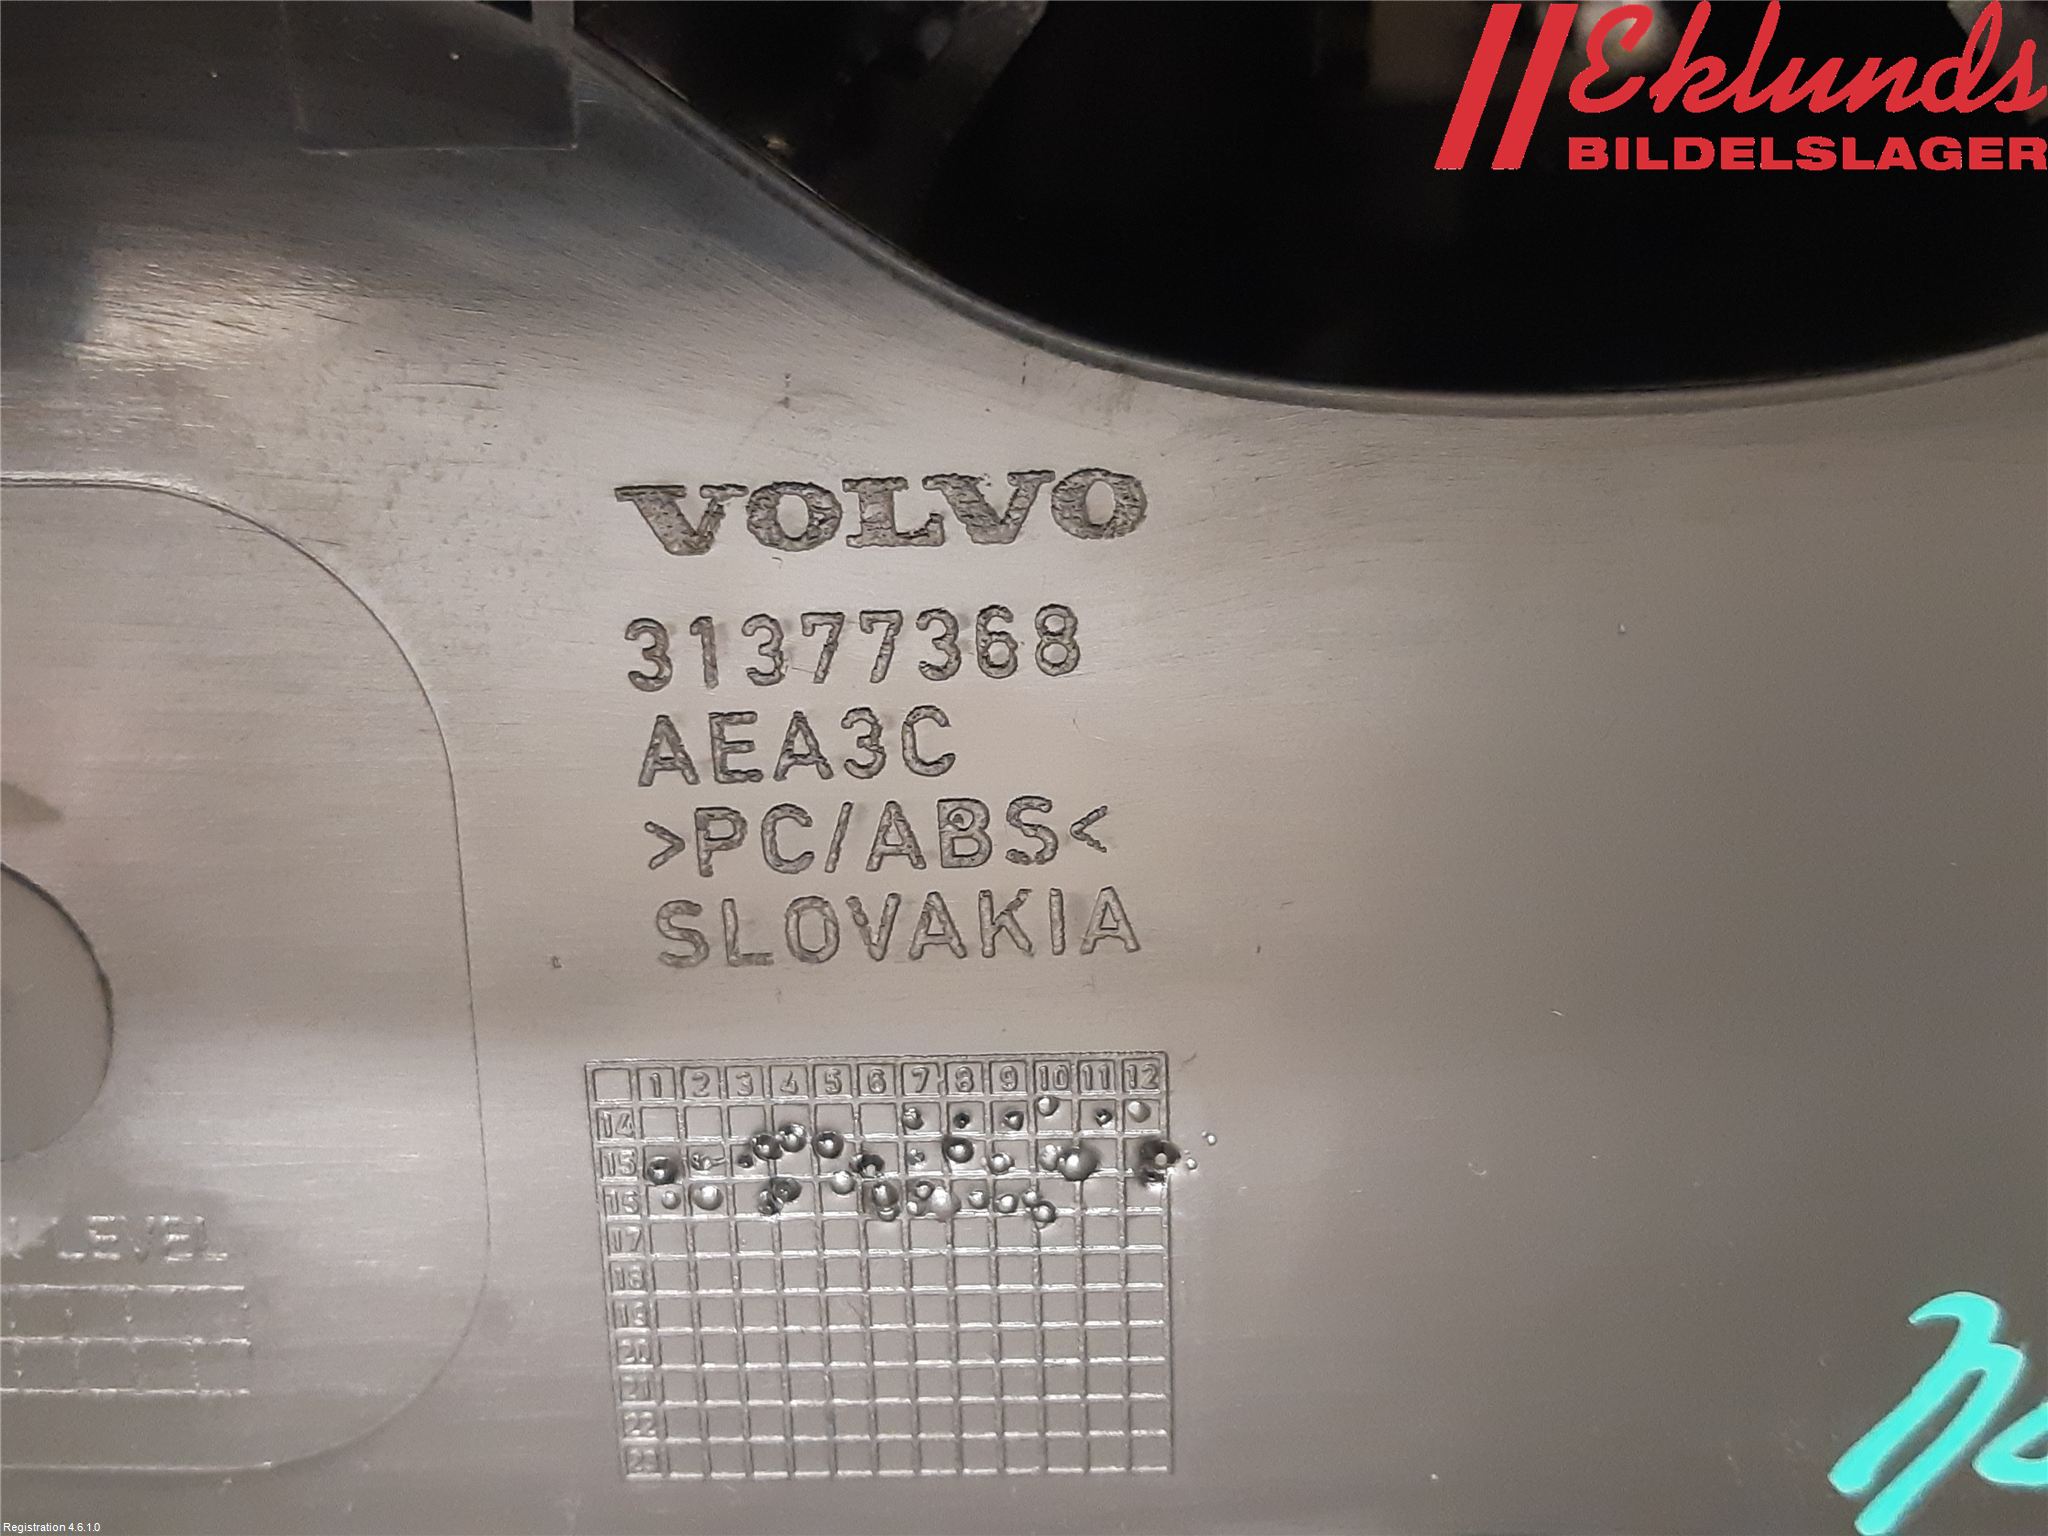 Eklunds
BILDELSLAGER
VOLVO
31377368
AEA3C
>PC/ABS<
SLOVAKIA
1 2 3 4 5 6 7 8 9 10 11 12
14
15
16
17
18
19
20
21
22
23
LEVEL
Registration 4.6.1.0